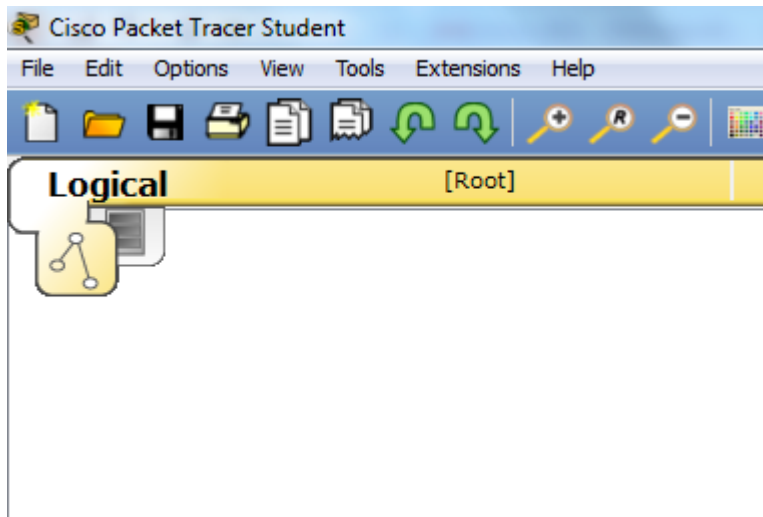 Cisco Packet Tracer Student
File Edit Options View Tools Extensions Help
R
Logical [Root]